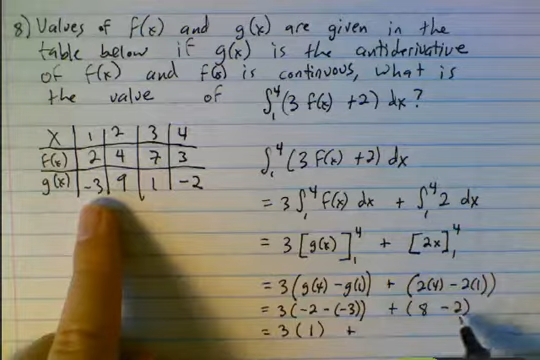 8) Values of f(x) and g(x) are given in the
table below if g(x) is the antiderivative
of f(x) and f(x) is continuous, what is
the value of ∫₁⁴(3 f(x) + 2) dx?
X | 1 | 2 | 3 | 4
f(x) | 2 | 4 | 7 | 3
g(x) | -3 | 9 | 1 | -2
∫₁⁴(3 f(x) + 2) dx
= 3 ∫₁⁴ f(x) dx + ∫₁⁴ 2 dx
= 3 [g(x)]₁⁴ + [2x]₁⁴
= 3(g(4) - g(1)) + (2(4) - 2(1))
= 3(-2 - (-3)) + (8 - 2)
= 3(1) +